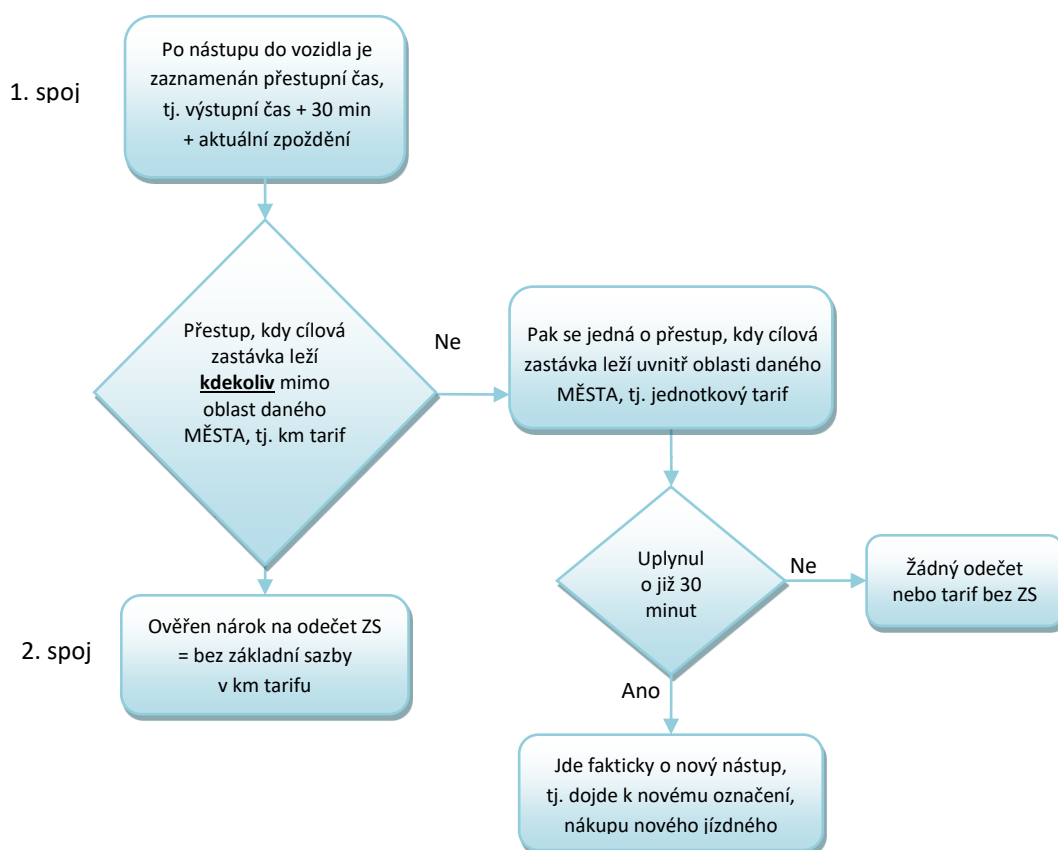 Po nástupu do vozidla je
zaznamenán přestupní čas,
tj. výstupní čas + 30 min
+ aktuální zpoždění
1. spoj
Přestup, kdy cílová
zastávka leží
kdekoliv mimo
oblast daného
MĚSTA, tj. km tarif
Ne
Pak se jedná o přestup, kdy cílová
zastávka leží uvnitř oblasti daného
MĚSTA, tj. jednotkový tarif
Uplynul
o již 30
minut
Ne
Žádný odečet
nebo tarif bez ZS
2. spoj
Ověřen nárok na odečet ZS
= bez základní sazby
v km tarifu
Ano
Jde fakticky o nový nástup,
tj. dojde k novému označení,
nákupu nového jízdného